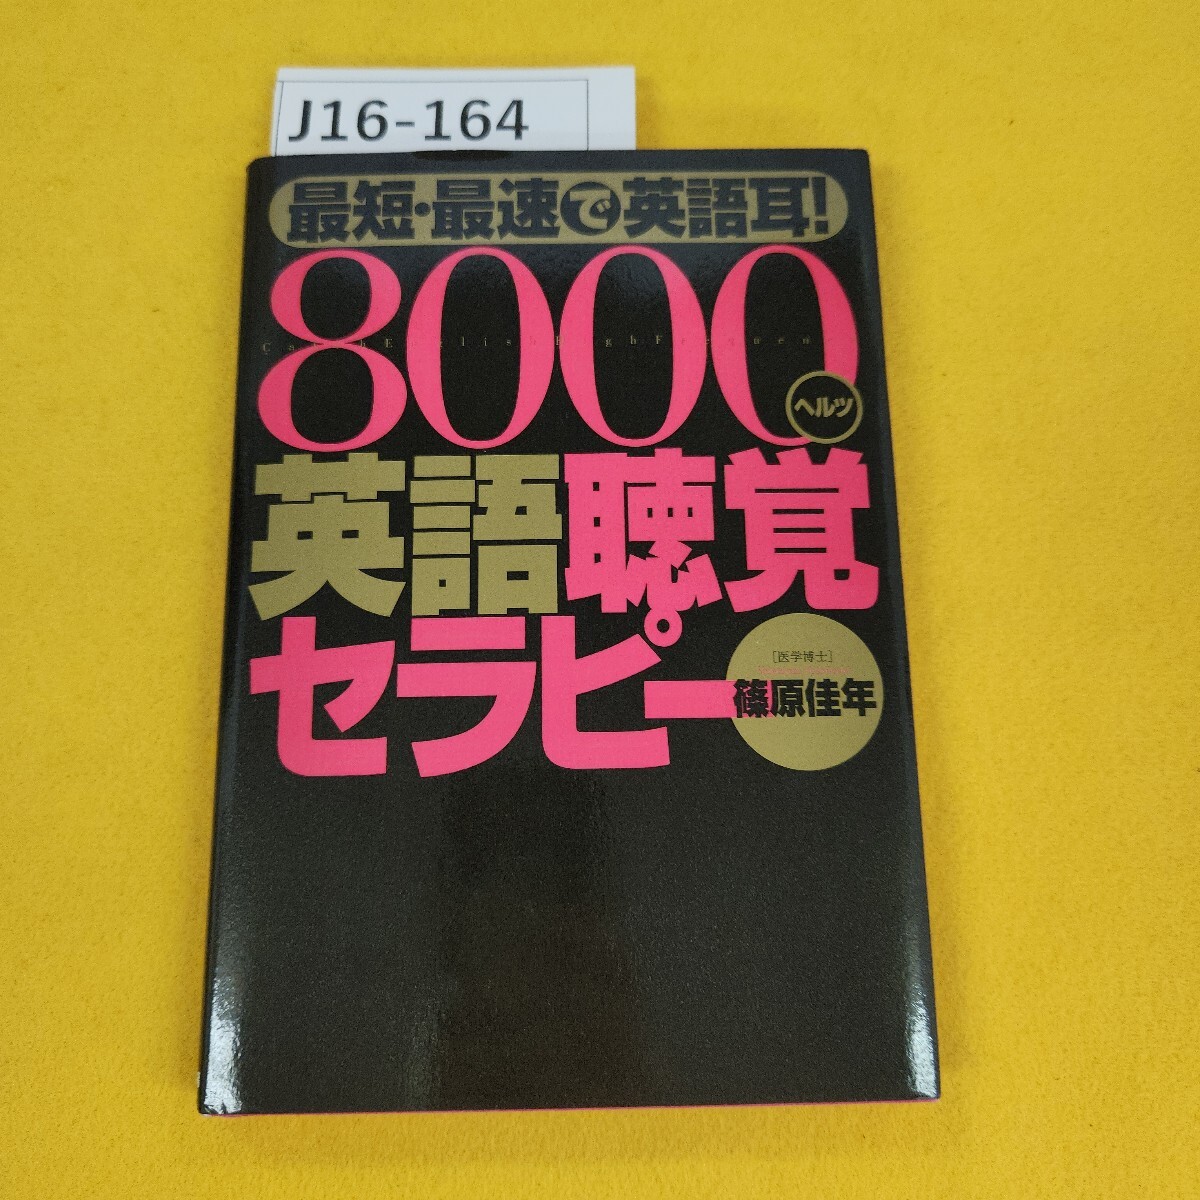 J16-164
最短・最速で英語耳!
8000
ヘルツ
英語聴覚
セラピー
[医学博士]
篠原佳年